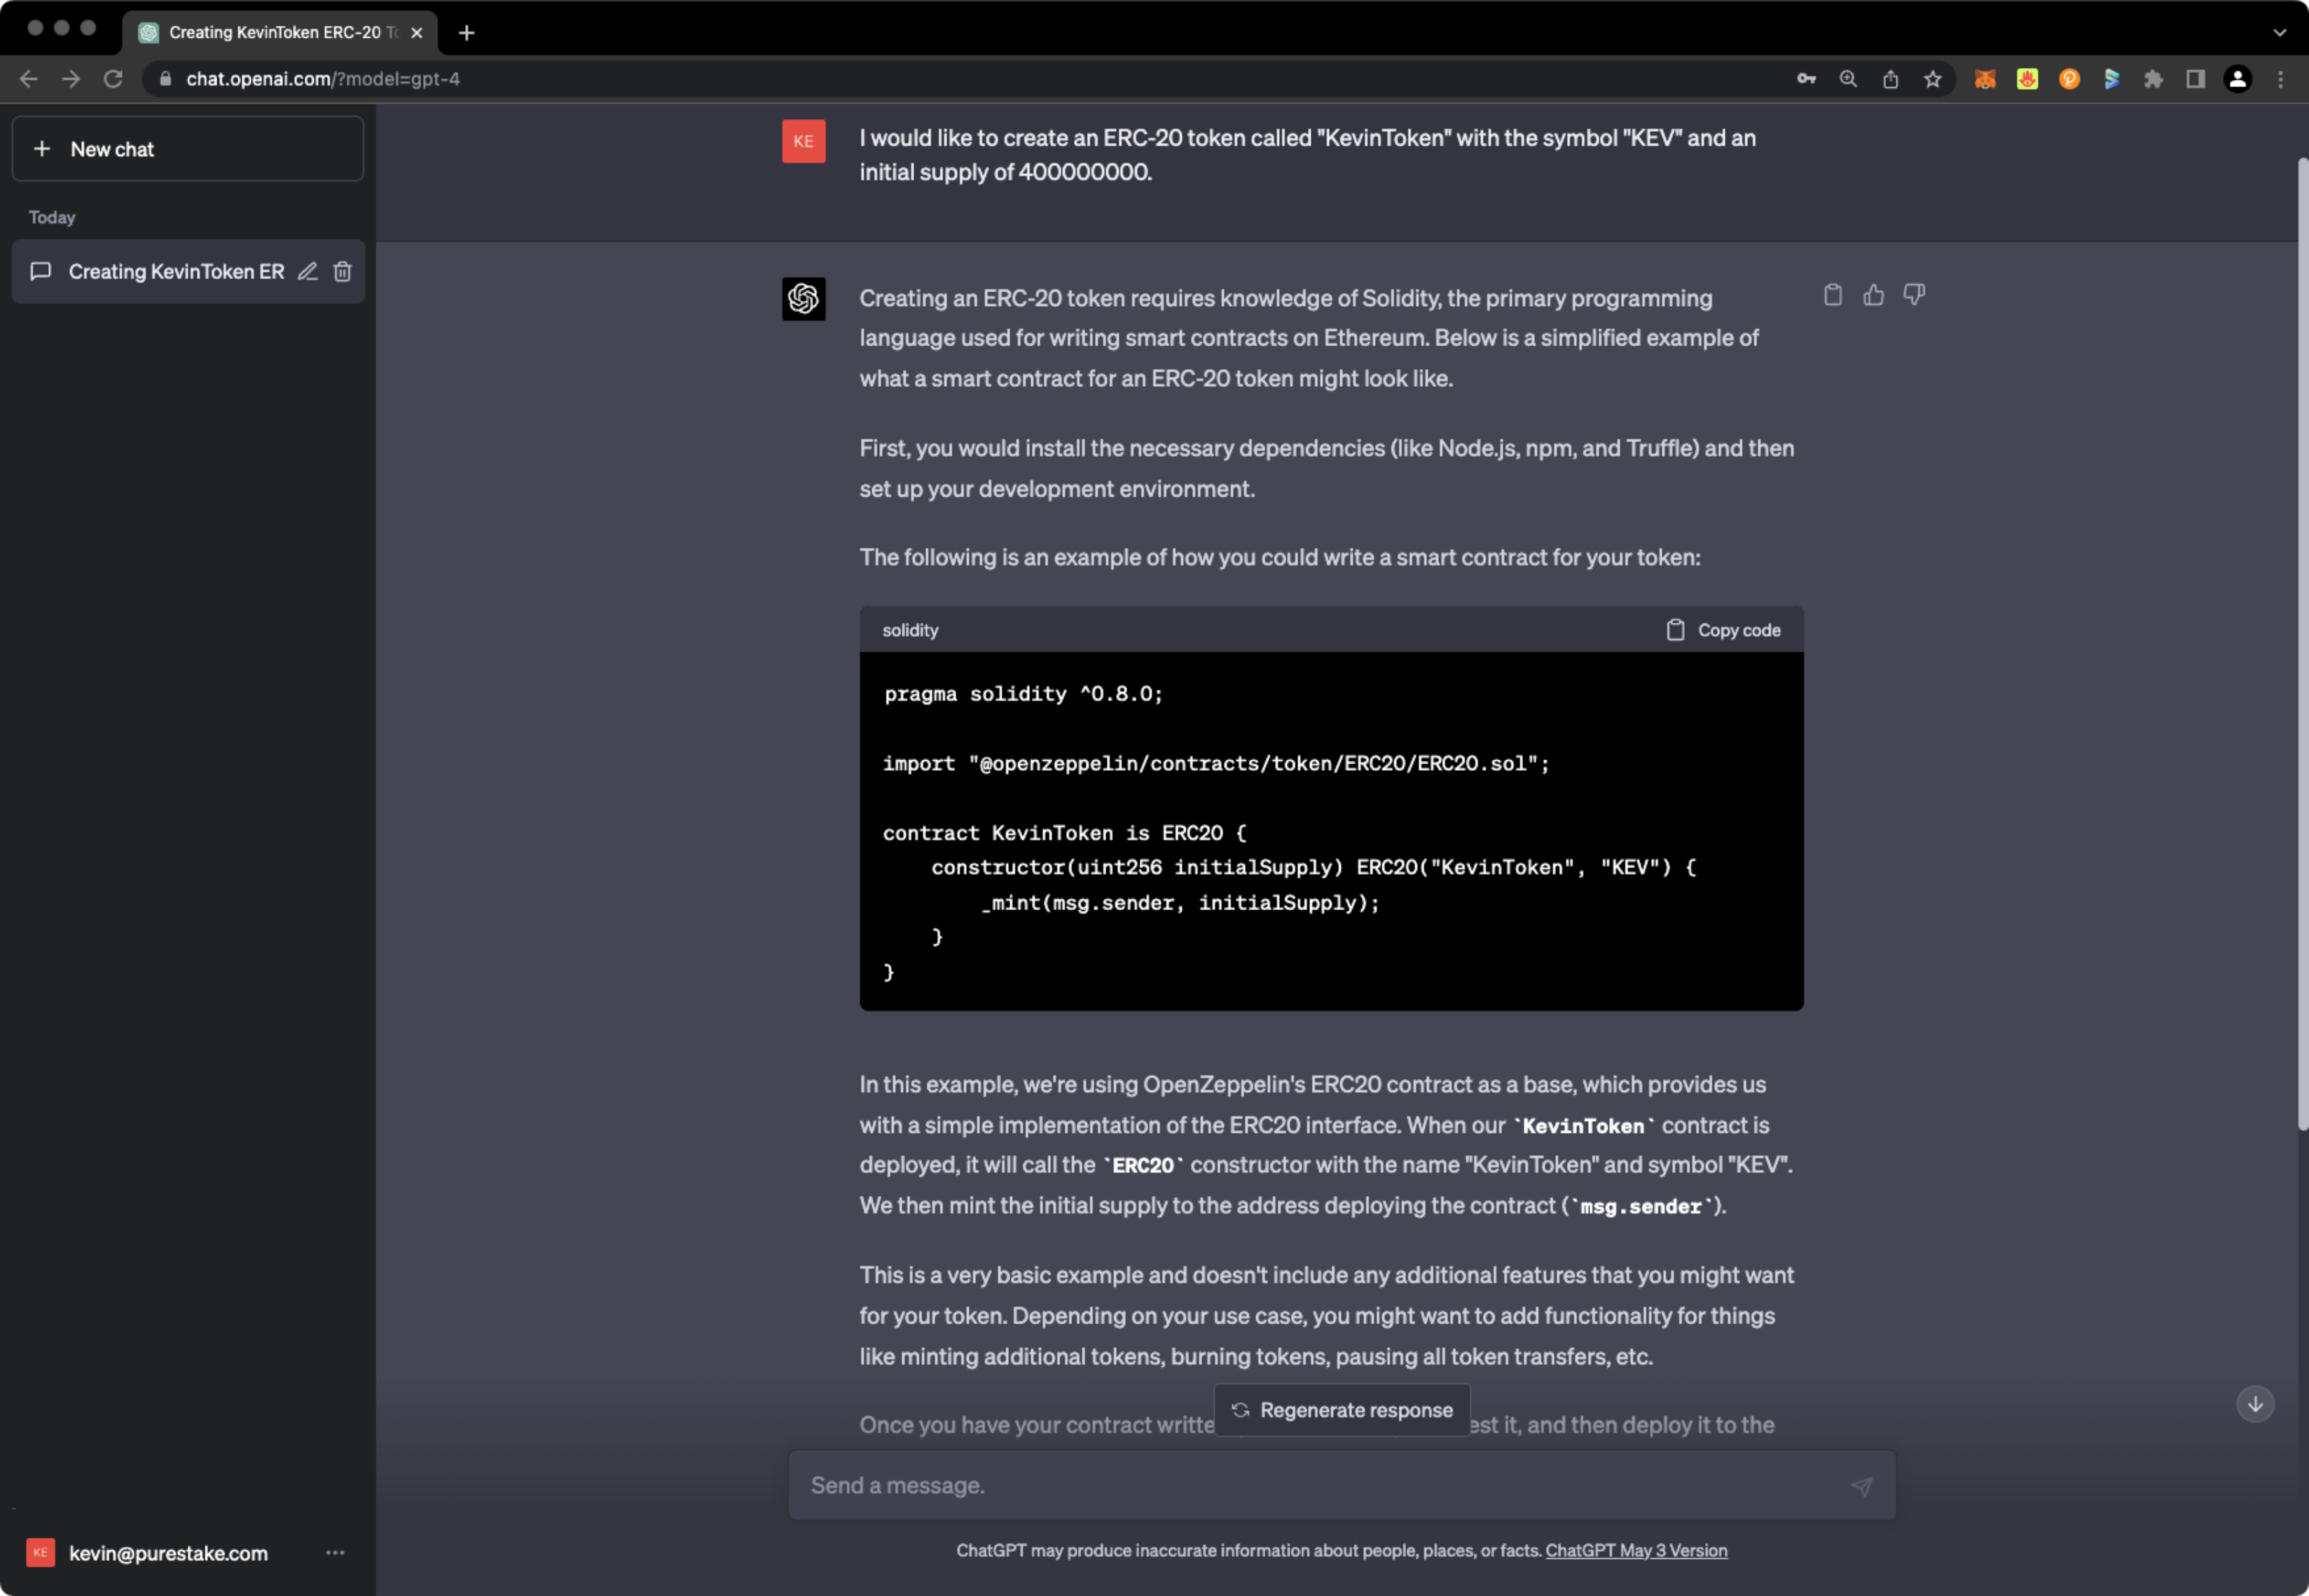 Creating KevinToken ERC-20 To
chat.openai.com/?model=gpt-4
New chat
Today
Creating KevinToken ER
KE
I would like to create an ERC-20 token called "KevinToken" with the symbol "KEV" and an
initial supply of 400000000.
Creating an ERC-20 token requires knowledge of Solidity, the primary programming
language used for writing smart contracts on Ethereum. Below is a simplified example of
what a smart contract for an ERC-20 token might look like.
First, you would install the necessary dependencies (like Node.js, npm, and Truffle) and then
set up your development environment.
The following is an example of how you could write a smart contract for your token:
solidity
Copy code
pragma solidity ^0.8.0;
import "@openzeppelin/contracts/token/ERC20/ERC20.sol";
contract KevinToken is ERC20 {
constructor(uint256 initialSupply) ERC20("KevinToken", "KEV") {
_mint(msg.sender, initialSupply);
}
}
In this example, we're using OpenZeppelin's ERC20 contract as a base, which provides us
with a simple implementation of the ERC20 interface. When our `KevinToken` contract is
deployed, it will call the `ERC20` constructor with the name "KevinToken" and symbol "KEV".
We then mint the initial supply to the address deploying the contract (`msg.sender`).
This is a very basic example and doesn't include any additional features that you might want
for your token. Depending on your use case, you might want to add functionality for things
like minting additional tokens, burning tokens, pausing all token transfers, etc.
Regenerate response
Once you have your contract it, and then deploy it to the
Send a message.
KE
kevin@purestake.com
ChatGPT may produce inaccurate information about people, places, or facts. ChatGPT May 3 Version